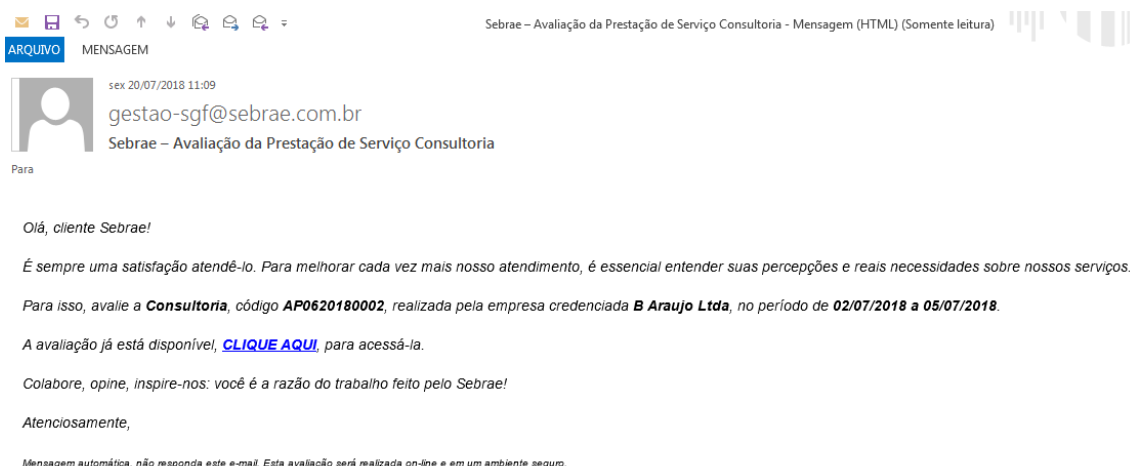 Sebrae – Avaliação da Prestação de Serviço Consultoria - Mensagem (HTML) (Somente leitura)
ARQUIVO MENSAGEM
sex 20/07/2018 11:09
gestao-sgf@sebrae.com.br
Sebrae – Avaliação da Prestação de Serviço Consultoria
Para
Olá, cliente Sebrae!
É sempre uma satisfação atendê-lo. Para melhorar cada vez mais nosso atendimento, é essencial entender suas percepções e reais necessidades sobre nossos serviços.
Para isso, avalie a Consultoria, código AP0620180002, realizada pela empresa credenciada B Araujo Ltda, no período de 02/07/2018 a 05/07/2018.
A avaliação já está disponível, CLIQUE AQUI, para acessá-la.
Colabore, opine, inspire-nos: você é a razão do trabalho feito pelo Sebrae!
Atenciosamente,
Mensagem automática, não responda este e-mail. Esta avaliação será realizada on-line e em um ambiente seguro.